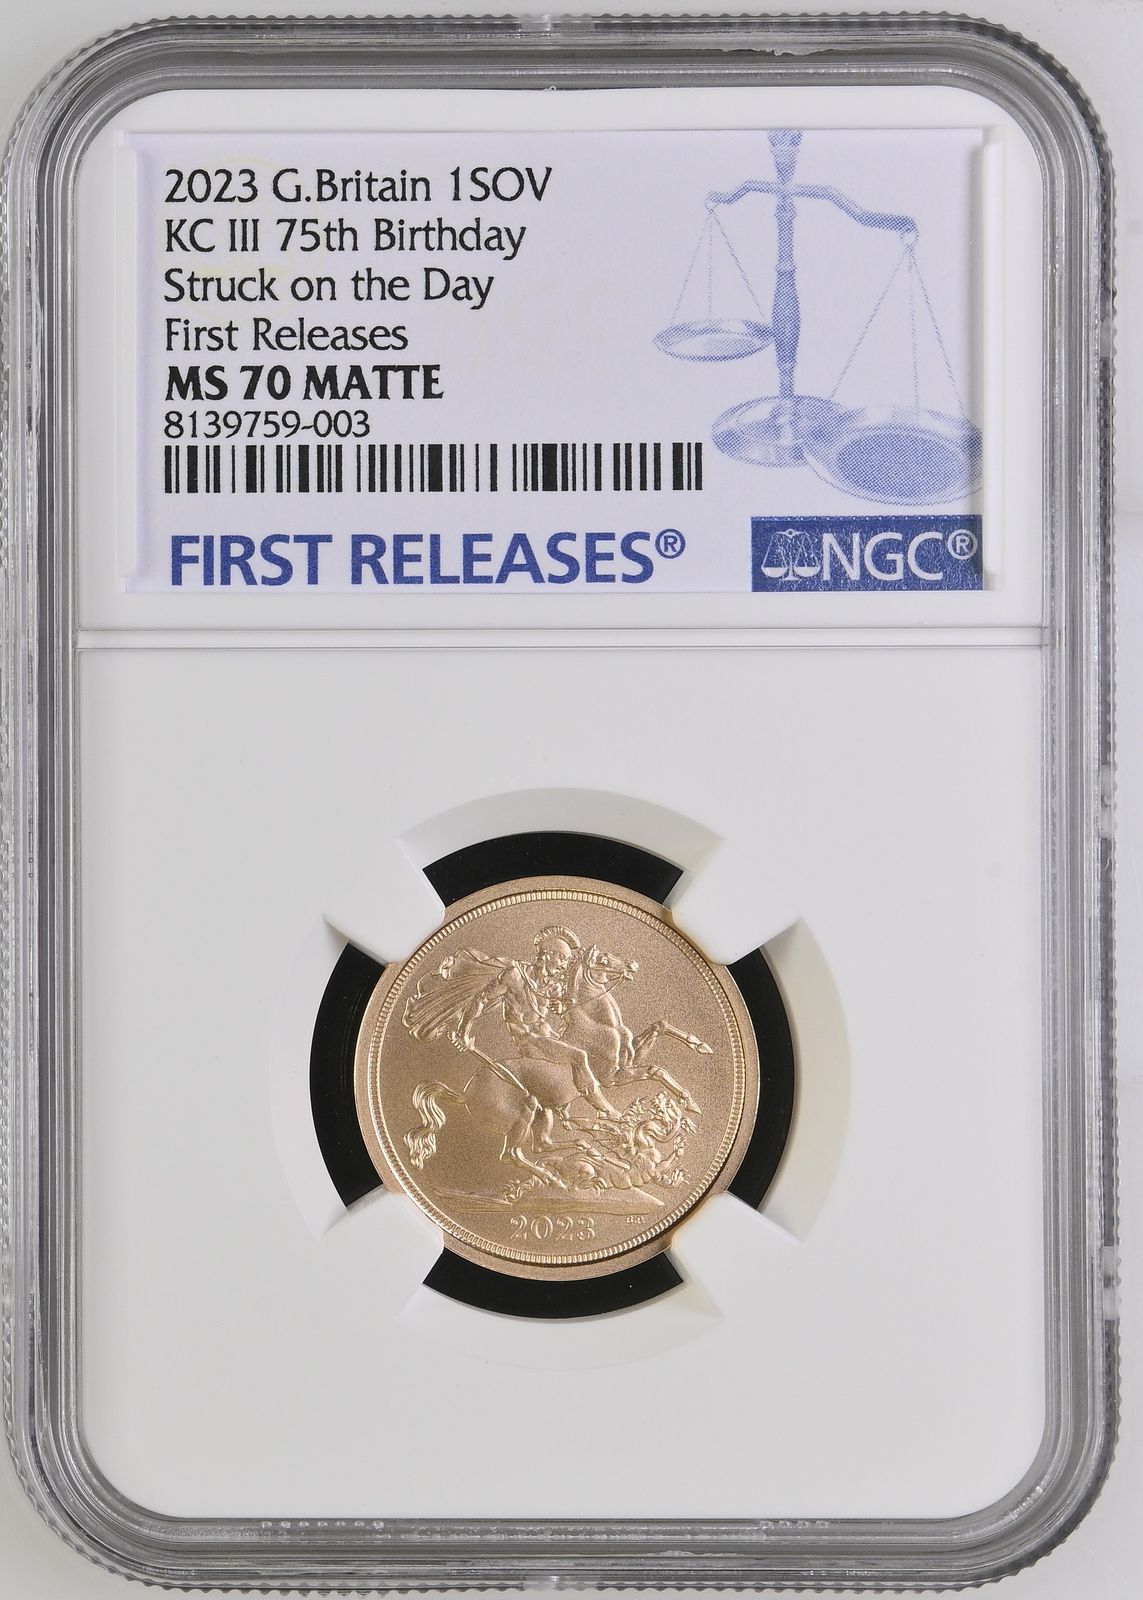 2023 G.Britain 1SOV
KC III 75th Birthday
Struck on the Day
First Releases
MS 70 MATTE
8139759-003
FIRST RELEASES®
NGC®
2023